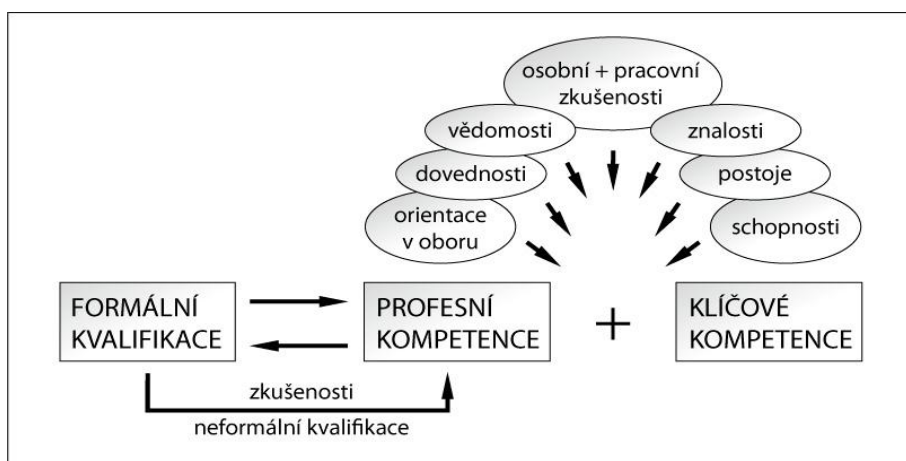 osobní + pracovní
zkušenosti
vědomosti
znalosti
dovednosti
postoje
orientace
v oboru
schopnosti
FORMÁLNÍ
KVALIFIKACE
PROFESNÍ
KOMPETENCE
+
KLÍČOVÉ
KOMPETENCE
zkušenosti
neformální kvalifikace